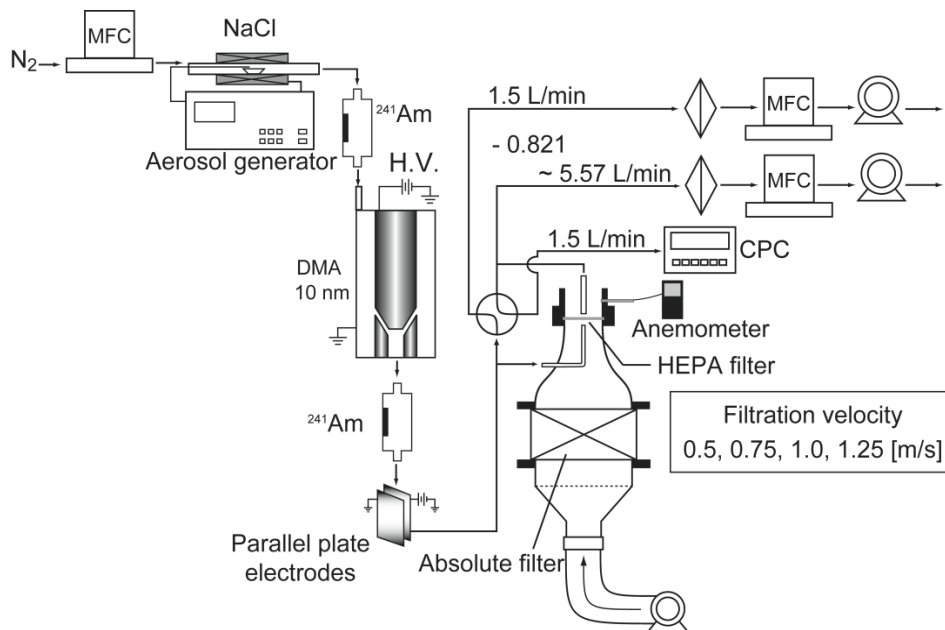 N₂
MFC
NaCl
Aerosol generator
²⁴¹Am
H.V.
DMA
10 nm
²⁴¹Am
Parallel plate
electrodes
1.5 L/min
MFC
- 0.821
~ 5.57 L/min
MFC
1.5 L/min
CPC
Anemometer
HEPA filter
Filtration velocity
0.5, 0.75, 1.0, 1.25 [m/s]
Absolute filter